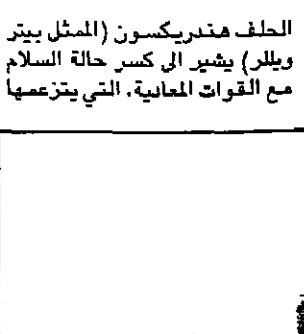 الحلف هندريكسون (الممثل بيتر
ويللر) يشير الى كسر حالة السلام
مع القوات المعادية، التي يتزعمها